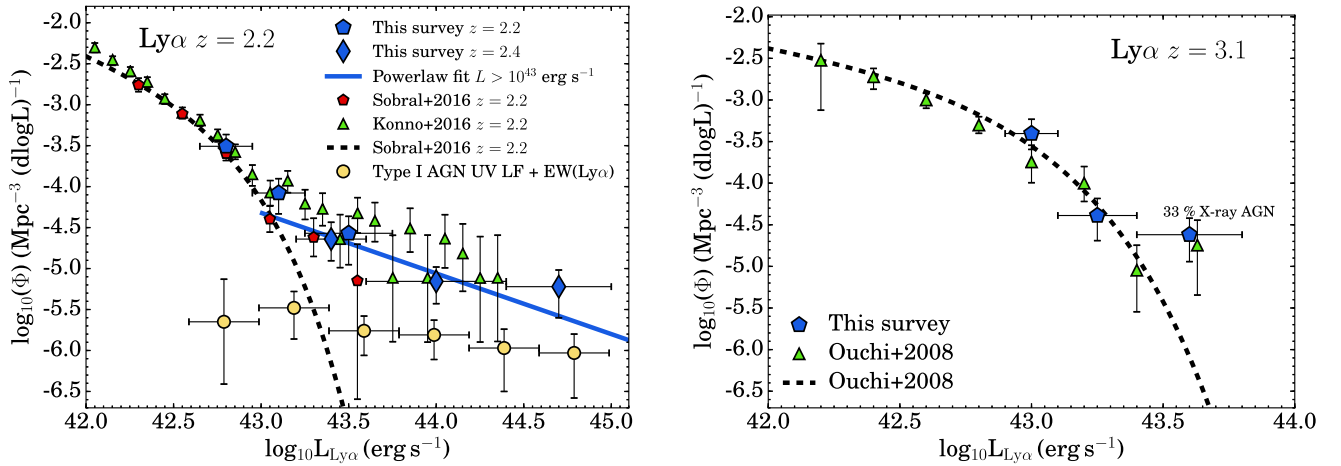 Lyα z = 2.2
This survey z = 2.2
This survey z = 2.4
Powerlaw fit L > 10⁴³ erg s⁻¹
Sobral+2016 z = 2.2
Konno+2016 z = 2.2
Sobral+2016 z = 2.2
Type I AGN UV LF + EW(Lyα)
log₁₀(Φ) (Mpc⁻³ (dlogL)⁻¹)
-2.0
-2.5
-3.0
-3.5
-4.0
-4.5
-5.0
-5.5
-6.0
-6.5
42.0 42.5 43.0 43.5 44.0 44.5 45.0
log₁₀L_Lyα (erg s⁻¹)
Lyα z = 3.1
33 % X-ray AGN
This survey
Ouchi+2008
Ouchi+2008
log₁₀(Φ) (Mpc⁻³ (dlogL)⁻¹)
-2.0
-2.5
-3.0
-3.5
-4.0
-4.5
-5.0
-5.5
-6.0
-6.5
42.0 42.5 43.0 43.5 44.0
log₁₀L_Lyα (erg s⁻¹)